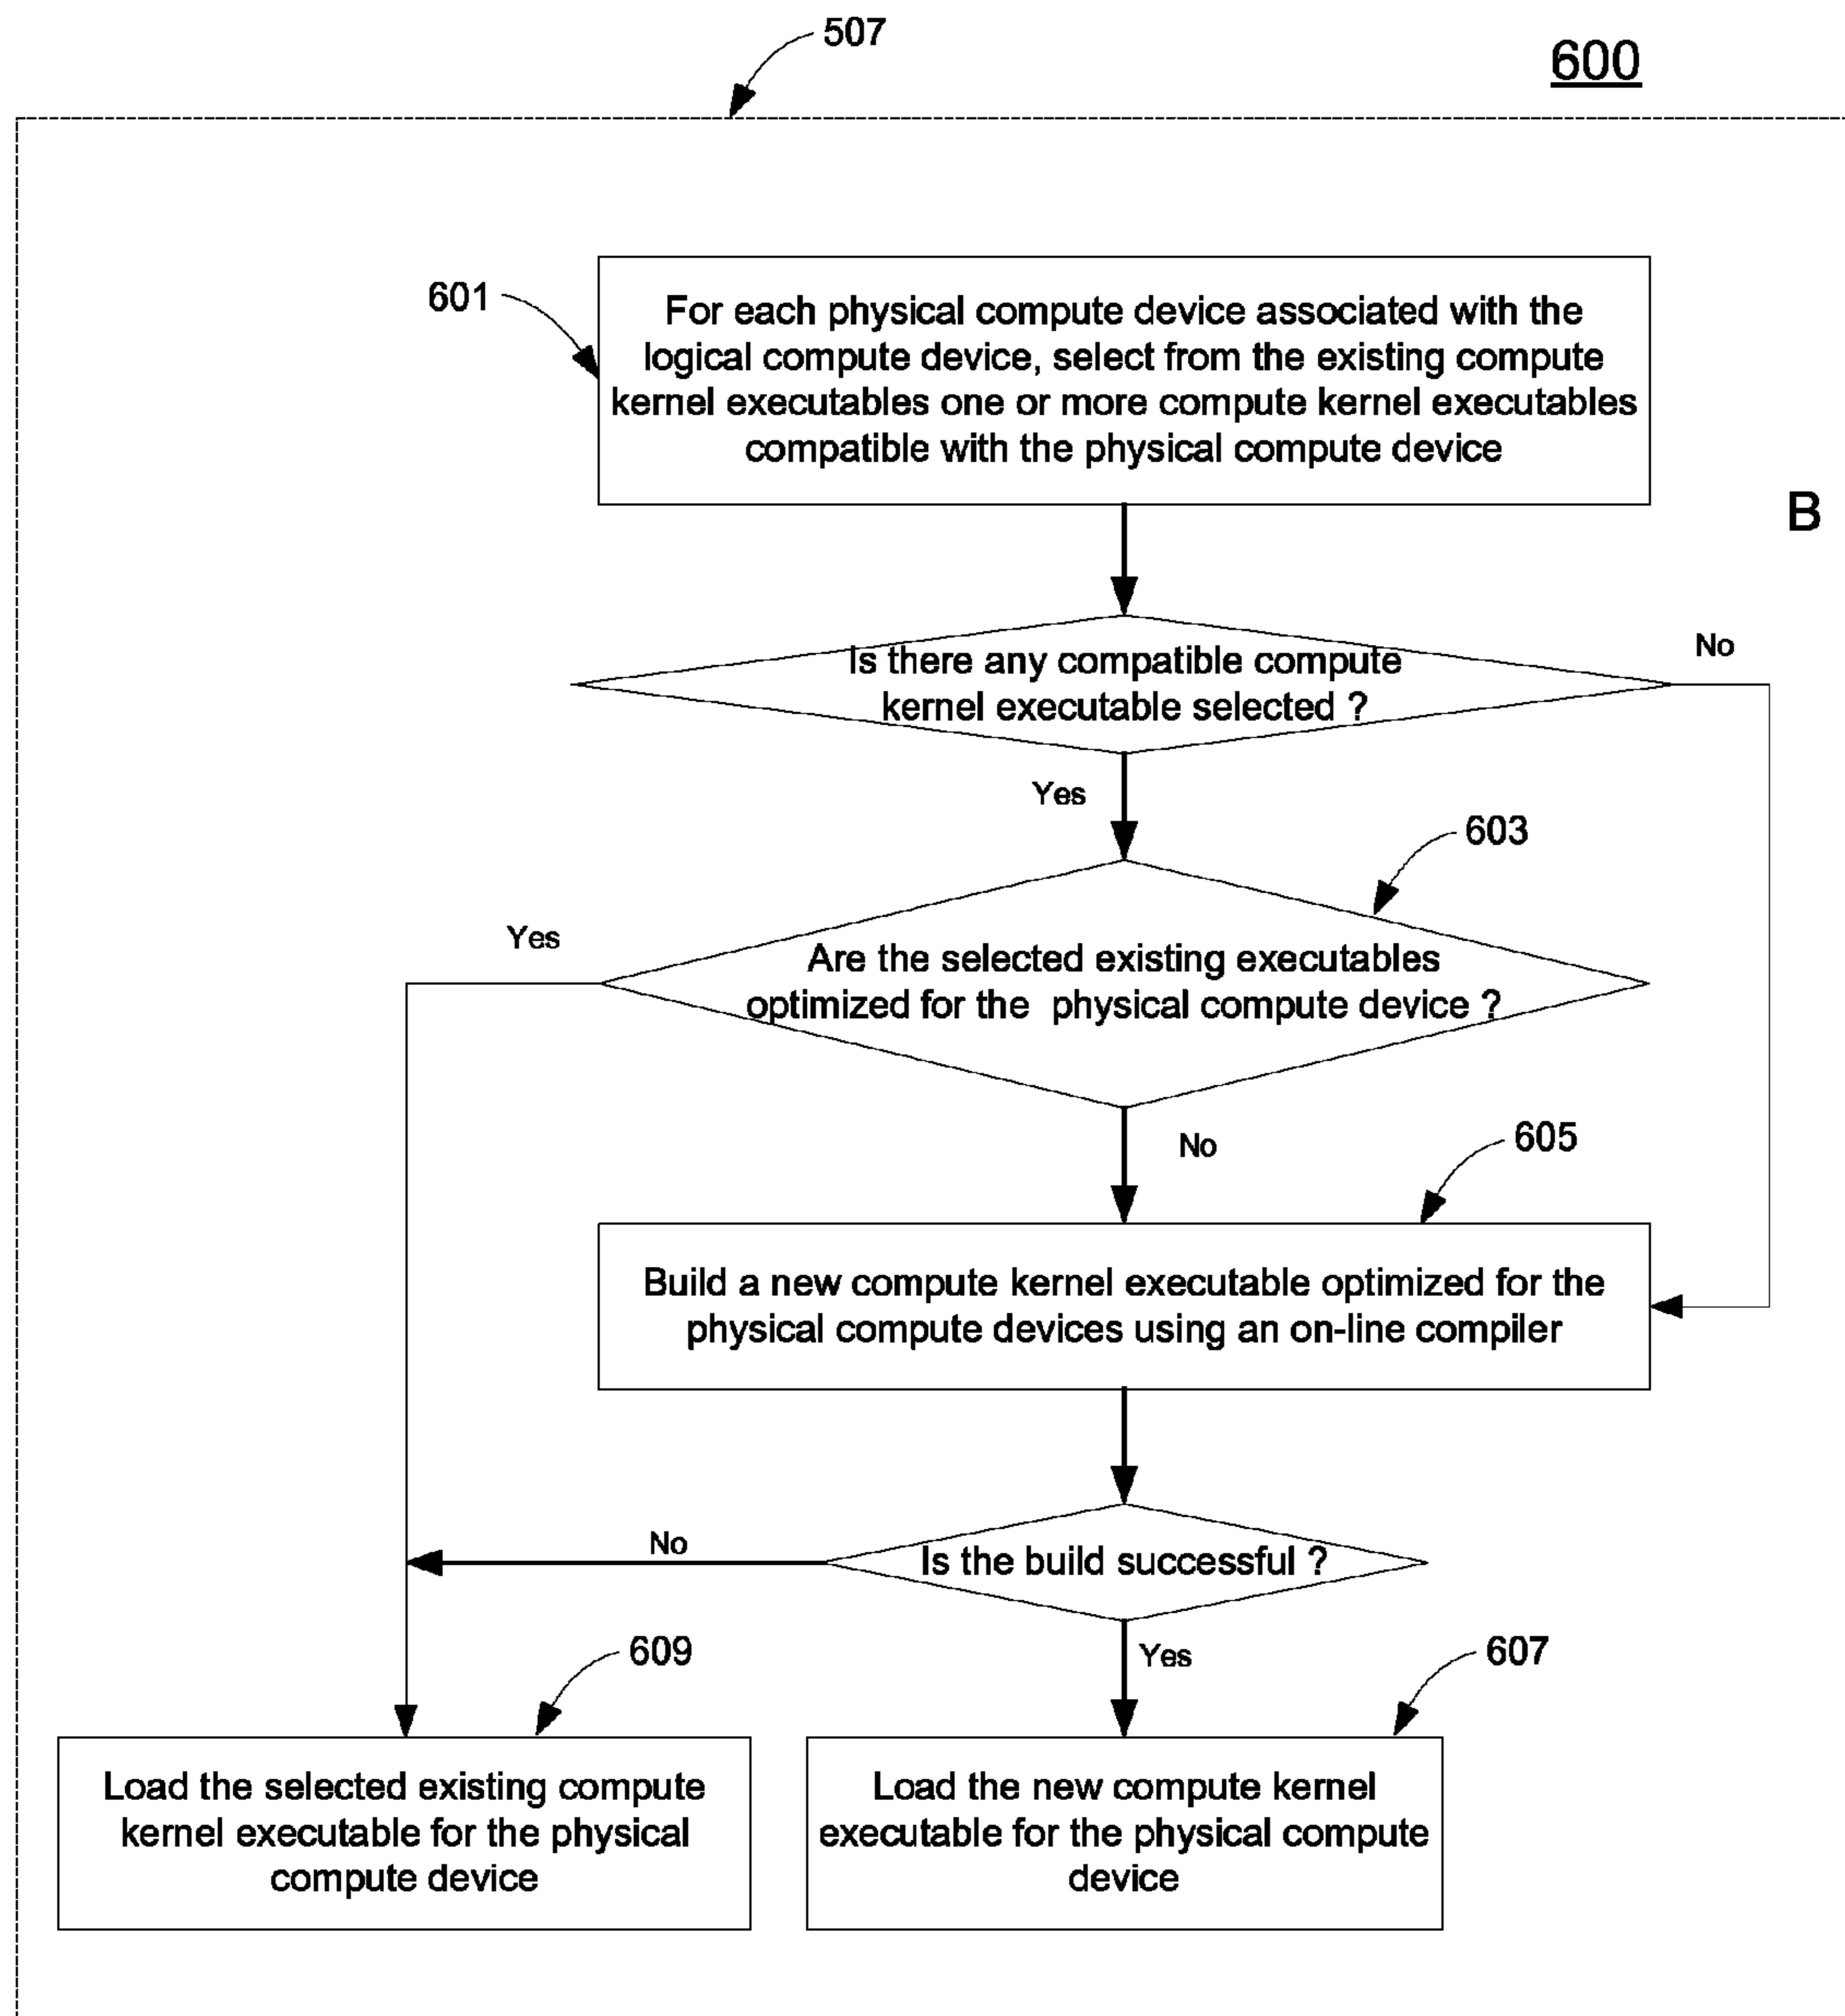 507
600
601
For each physical compute device associated with the
logical compute device, select from the existing compute
kernel executables one or more compute kernel executables
compatible with the physical compute device
B
Is there any compatible compute
kernel executable selected ?
No
Yes
603
Yes
Are the selected existing executables
optimized for the physical compute device ?
No
605
Build a new compute kernel executable optimized for the
physical compute devices using an on-line compiler
No
Is the build successful ?
Yes
609
607
Load the selected existing compute
kernel executable for the physical
compute device
Load the new compute kernel
executable for the physical compute
device